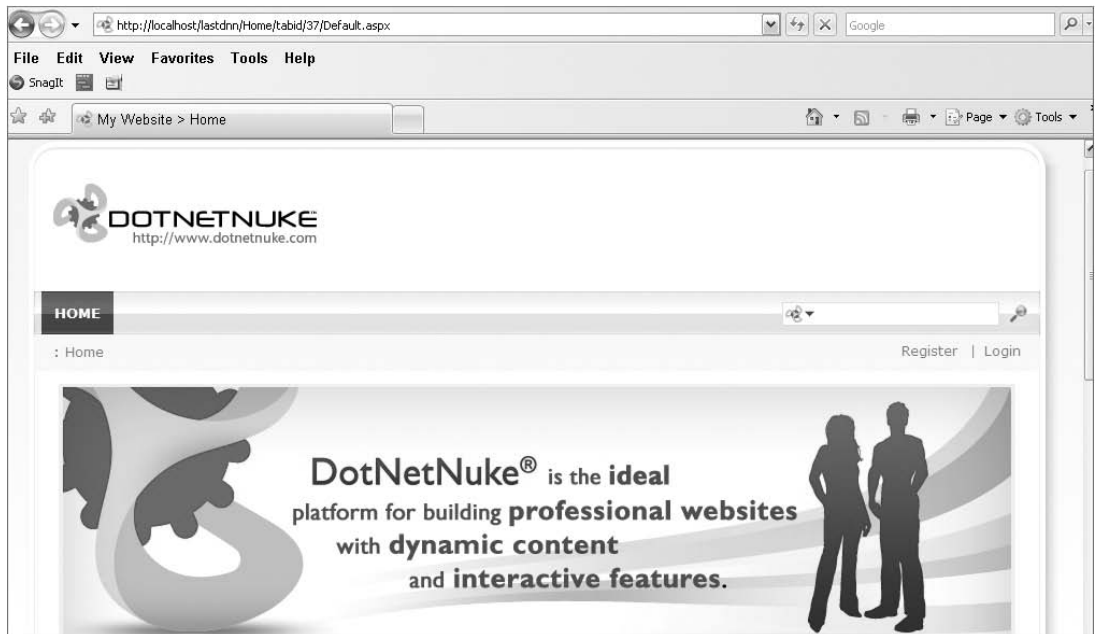 http://localhost/lastdnn/Home/tabid/37/Default.aspx
Google
File Edit View Favorites Tools Help
SnagIt
My Website > Home
Page
Tools
DOTNETNUKE
http://www.dotnetnuke.com
HOME
: Home
Register | Login
DotNetNuke® is the ideal
platform for building professional websites
with dynamic content
and interactive features.